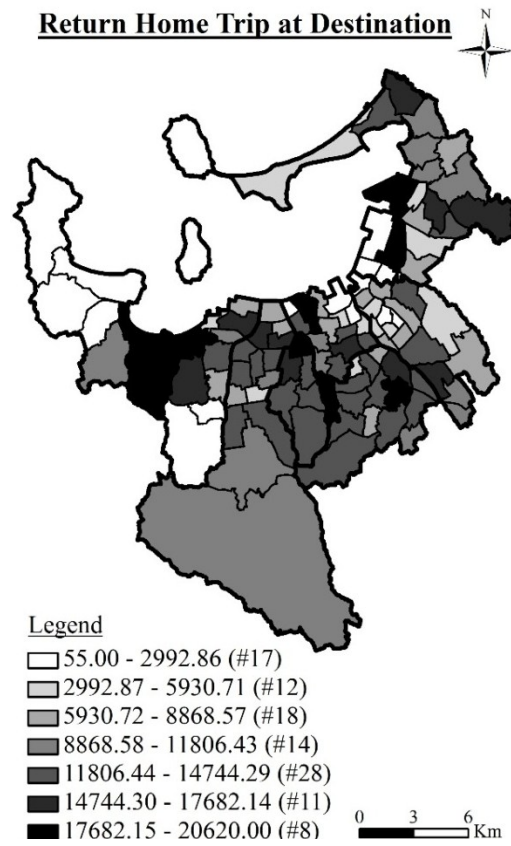 Return Home Trip at Destination
N
Legend
55.00 - 2992.86 (#17)
2992.87 - 5930.71 (#12)
5930.72 - 8868.57 (#18)
8868.58 - 11806.43 (#14)
11806.44 - 14744.29 (#28)
14744.30 - 17682.14 (#11)
17682.15 - 20620.00 (#8)
0 3 6
Km